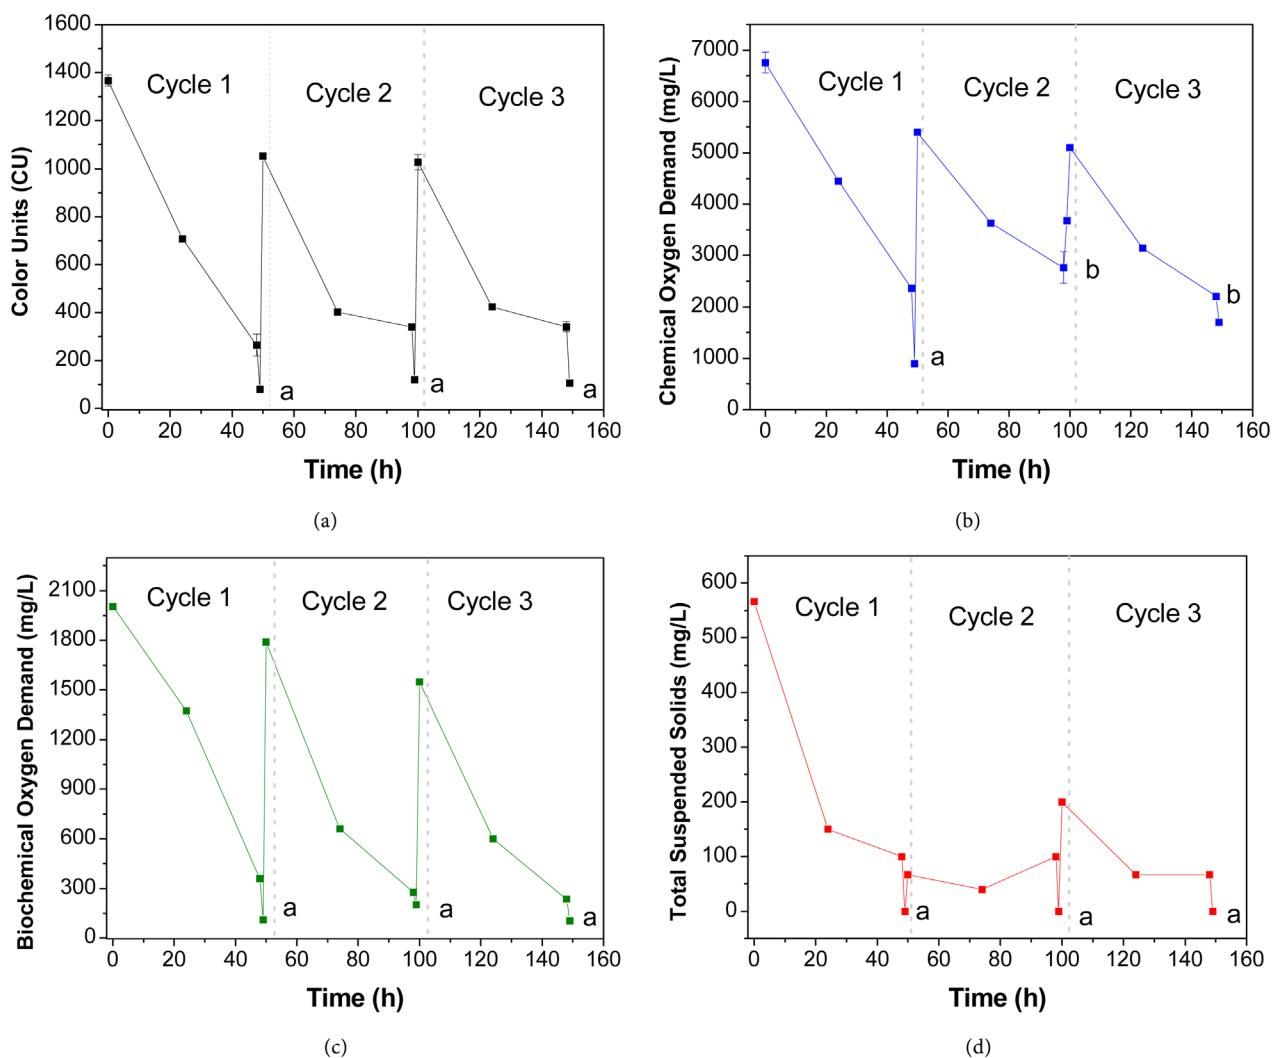 Color Units (CU)
1600
1400
1200
1000
800
600
400
200
0
Cycle 1
Cycle 2
Cycle 3
a
a
a
0
20
40
60
80
100
120
140
160
Time (h)
(a)
Chemical Oxygen Demand (mg/L)
7000
6000
5000
4000
3000
2000
1000
0
Cycle 1
Cycle 2
Cycle 3
a
b
b
0
20
40
60
80
100
120
140
160
Time (h)
(b)
Biochemical Oxygen Demand (mg/L)
2100
1800
1500
1200
900
600
300
0
Cycle 1
Cycle 2
Cycle 3
a
a
a
0
20
40
60
80
100
120
140
160
Time (h)
(c)
Total Suspended Solids (mg/L)
600
500
400
300
200
100
0
Cycle 1
Cycle 2
Cycle 3
a
a
a
0
20
40
60
80
100
120
140
160
Time (h)
(d)